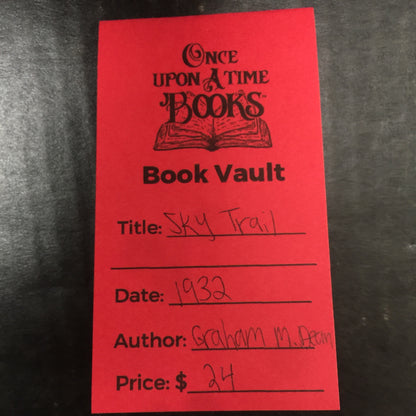 Once
upon A Time
Books
Book Vault
Title: Sky Trail
Date: 1932
Author: Graham M. Dean
Price: $ 24